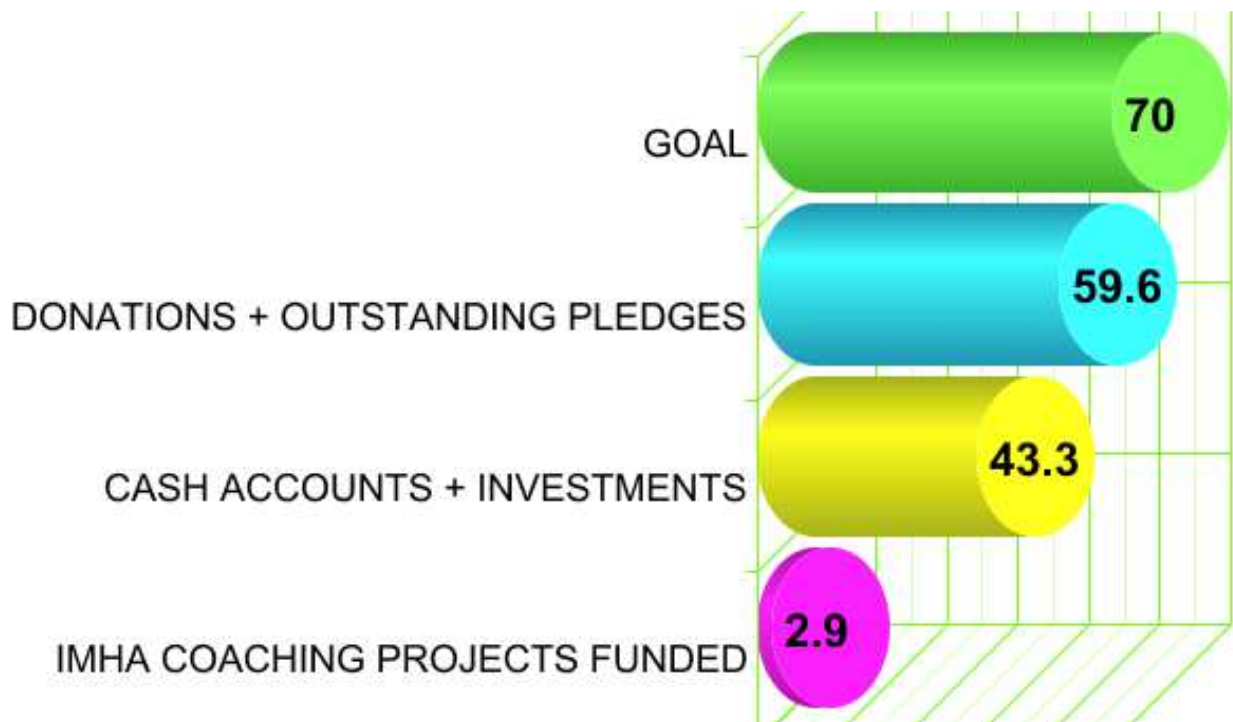 GOAL 70
DONATIONS + OUTSTANDING PLEDGES 59.6
CASH ACCOUNTS + INVESTMENTS 43.3
IMHA COACHING PROJECTS FUNDED 2.9